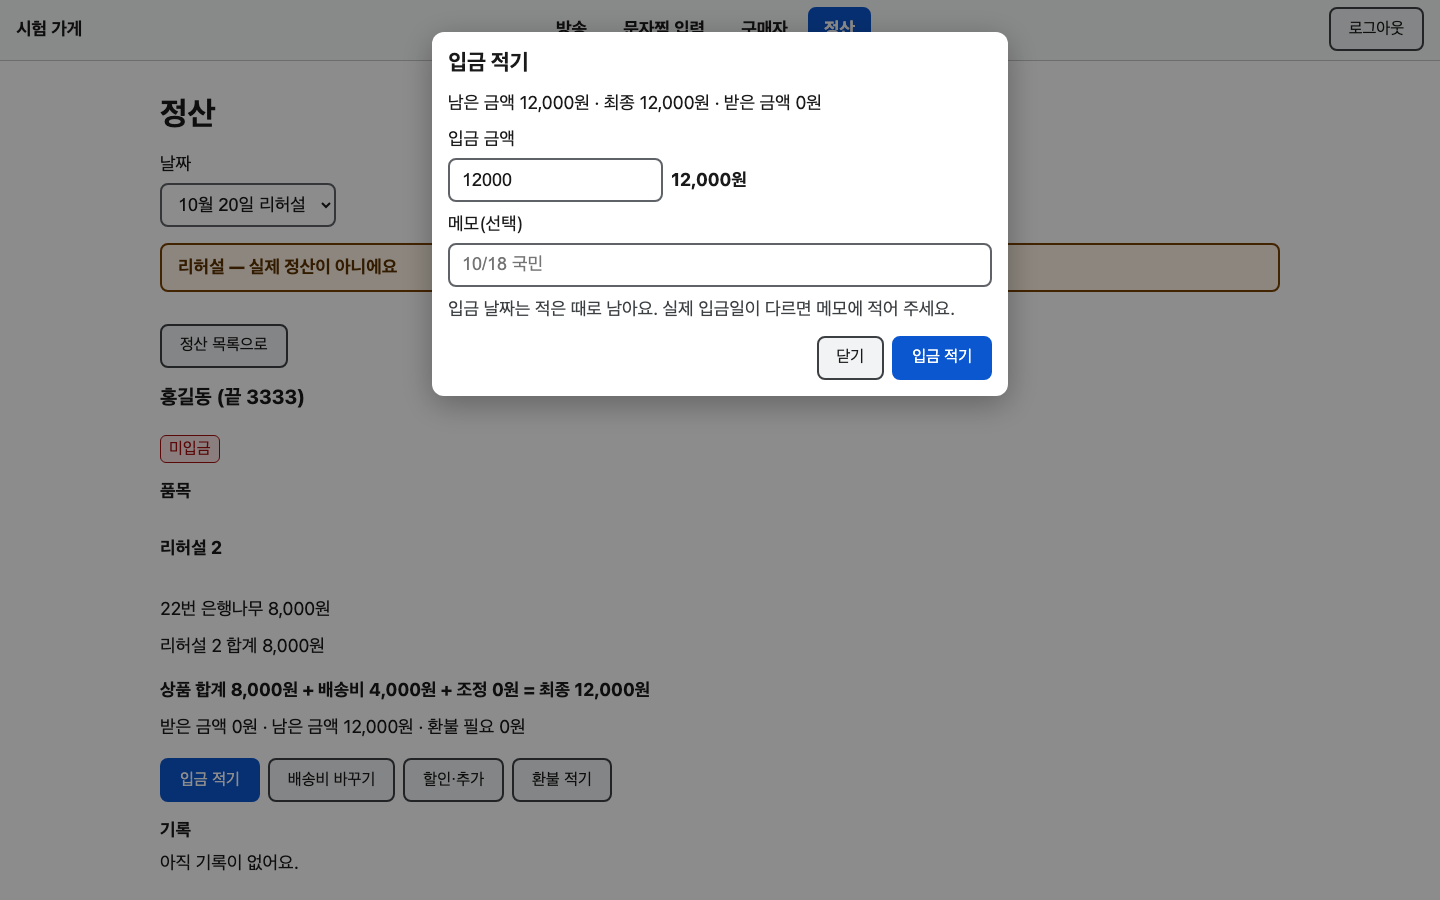 시험 가게
방송 문자찜 입력 구매자 정산
로그아웃
정산
날짜
10월 20일 리허설
리허설 — 실제 정산이 아니에요
정산 목록으로
홍길동 (끝 3333)
미입금
품목
리허설 2
22번 은행나무 8,000원
리허설 2 합계 8,000원
상품 합계 8,000원 + 배송비 4,000원 + 조정 0원 = 최종 12,000원
받은 금액 0원 · 남은 금액 12,000원 · 환불 필요 0원
입금 적기 배송비 바꾸기 할인·추가 환불 적기
기록
아직 기록이 없어요.
입금 적기
남은 금액 12,000원 · 최종 12,000원 · 받은 금액 0원
입금 금액
12000 12,000원
메모(선택)
10/18 국민
입금 날짜는 적은 때로 남아요. 실제 입금일이 다르면 메모에 적어 주세요.
닫기 입금 적기